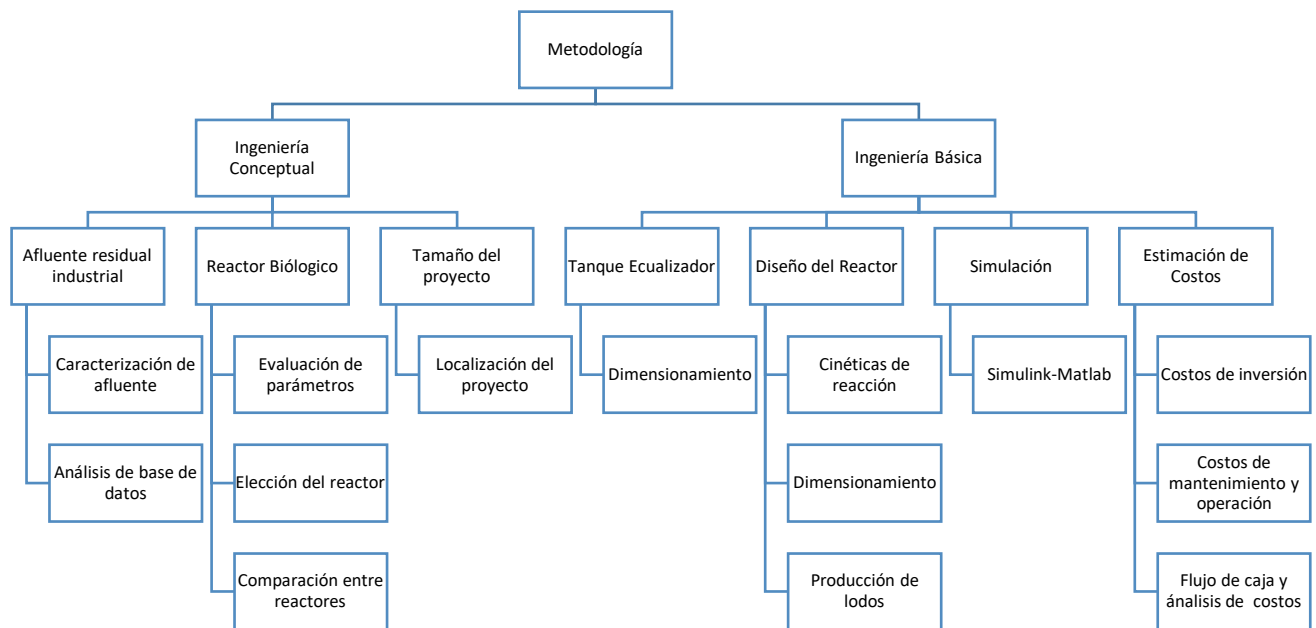 Metodología
Ingeniería
Conceptual
Ingeniería Básica
Afluente residual
industrial
Reactor Biólogico
Tamaño del
proyecto
Tanque Ecualizador
Diseño del Reactor
Simulación
Estimación de
Costos
Caracterización de
afluente
Evaluación de
parámetros
Localización del
proyecto
Dimensionamiento
Cinéticas de
reacción
Simulink-Matlab
Costos de inversión
Análisis de base de
datos
Elección del reactor
Dimensionamiento
Costos de
mantenimiento y
operación
Comparación entre
reactores
Producción de
lodos
Flujo de caja y
ánalisis de  costos